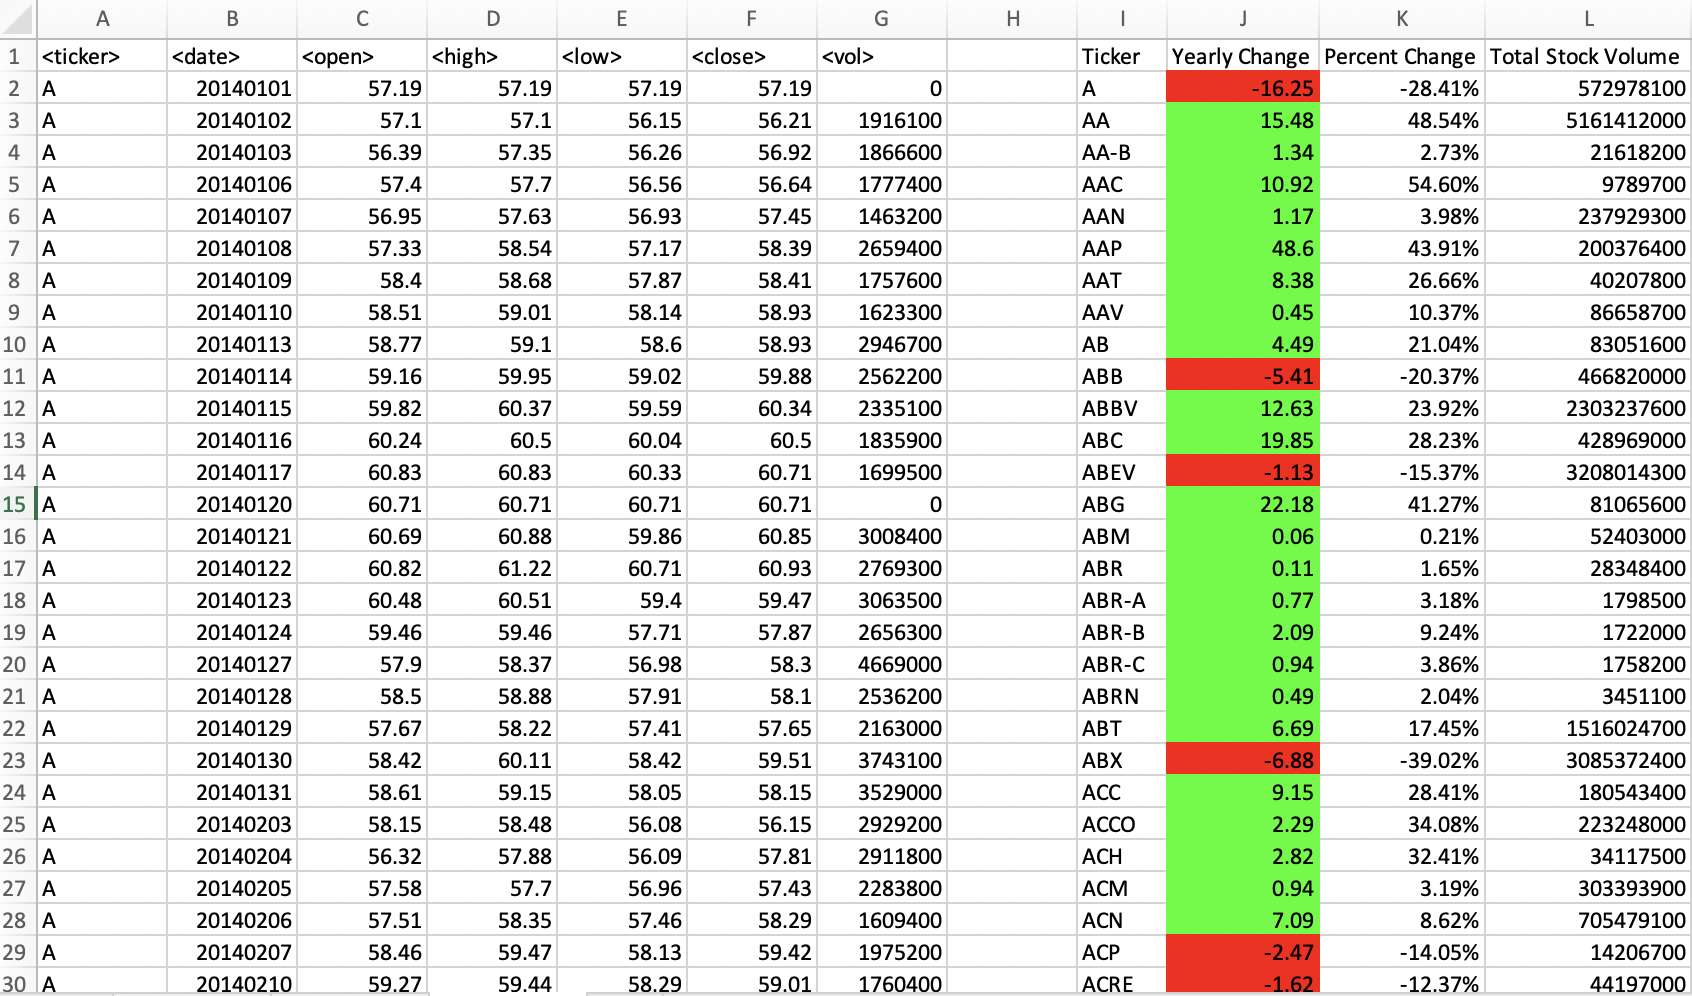 A B C D E F G H I J K L
1 <ticker> <date> <open> <high> <low> <close> <vol> Ticker Yearly Change Percent Change Total Stock Volume
2 A 20140101 57.19 57.19 57.19 57.19 0 A -16.25 -28.41% 572978100
3 A 20140102 57.1 57.1 56.15 56.21 1916100 AA 15.48 48.54% 5161412000
4 A 20140103 56.39 57.35 56.26 56.92 1866600 AA-B 1.34 2.73% 21618200
5 A 20140106 57.4 57.7 56.56 56.64 1777400 AAC 10.92 54.60% 9789700
6 A 20140107 56.95 57.63 56.93 57.45 1463200 AAN 1.17 3.98% 237929300
7 A 20140108 57.33 58.54 57.17 58.39 2659400 AAP 48.6 43.91% 200376400
8 A 20140109 58.4 58.68 57.87 58.41 1757600 AAT 8.38 26.66% 40207800
9 A 20140110 58.51 59.01 58.14 58.93 1623300 AAV 0.45 10.37% 86658700
10 A 20140113 58.77 59.1 58.6 58.93 2946700 AB 4.49 21.04% 83051600
11 A 20140114 59.16 59.95 59.02 59.88 2562200 ABB -5.41 -20.37% 466820000
12 A 20140115 59.82 60.37 59.59 60.34 2335100 ABBV 12.63 23.92% 2303237600
13 A 20140116 60.24 60.5 60.04 60.5 1835900 ABC 19.85 28.23% 428969000
14 A 20140117 60.83 60.83 60.33 60.71 1699500 ABEV -1.13 -15.37% 3208014300
15 A 20140120 60.71 60.71 60.71 60.71 0 ABG 22.18 41.27% 81065600
16 A 20140121 60.69 60.88 59.86 60.85 3008400 ABM 0.06 0.21% 52403000
17 A 20140122 60.82 61.22 60.71 60.93 2769300 ABR 0.11 1.65% 28348400
18 A 20140123 60.48 60.51 59.4 59.47 3063500 ABR-A 0.77 3.18% 1798500
19 A 20140124 59.46 59.46 57.71 57.87 2656300 ABR-B 2.09 9.24% 1722000
20 A 20140127 57.9 58.37 56.98 58.3 4669000 ABR-C 0.94 3.86% 1758200
21 A 20140128 58.5 58.88 57.91 58.1 2536200 ABRN 0.49 2.04% 3451100
22 A 20140129 57.67 58.22 57.41 57.65 2163000 ABT 6.69 17.45% 1516024700
23 A 20140130 58.42 60.11 58.42 59.51 3743100 ABX -6.88 -39.02% 3085372400
24 A 20140131 58.61 59.15 58.05 58.15 3529000 ACC 9.15 28.41% 180543400
25 A 20140203 58.15 58.48 56.08 56.15 2929200 ACCO 2.29 34.08% 223248000
26 A 20140204 56.32 57.88 56.09 57.81 2911800 ACH 2.82 32.41% 34117500
27 A 20140205 57.58 57.7 56.96 57.43 2283800 ACM 0.94 3.19% 303393900
28 A 20140206 57.51 58.35 57.46 58.29 1609400 ACN 7.09 8.62% 705479100
29 A 20140207 58.46 59.47 58.13 59.42 1975200 ACP -2.47 -14.05% 14206700
30 A 20140210 59.27 59.44 58.29 59.01 1760400 ACRE -1.62 -12.37% 44197000